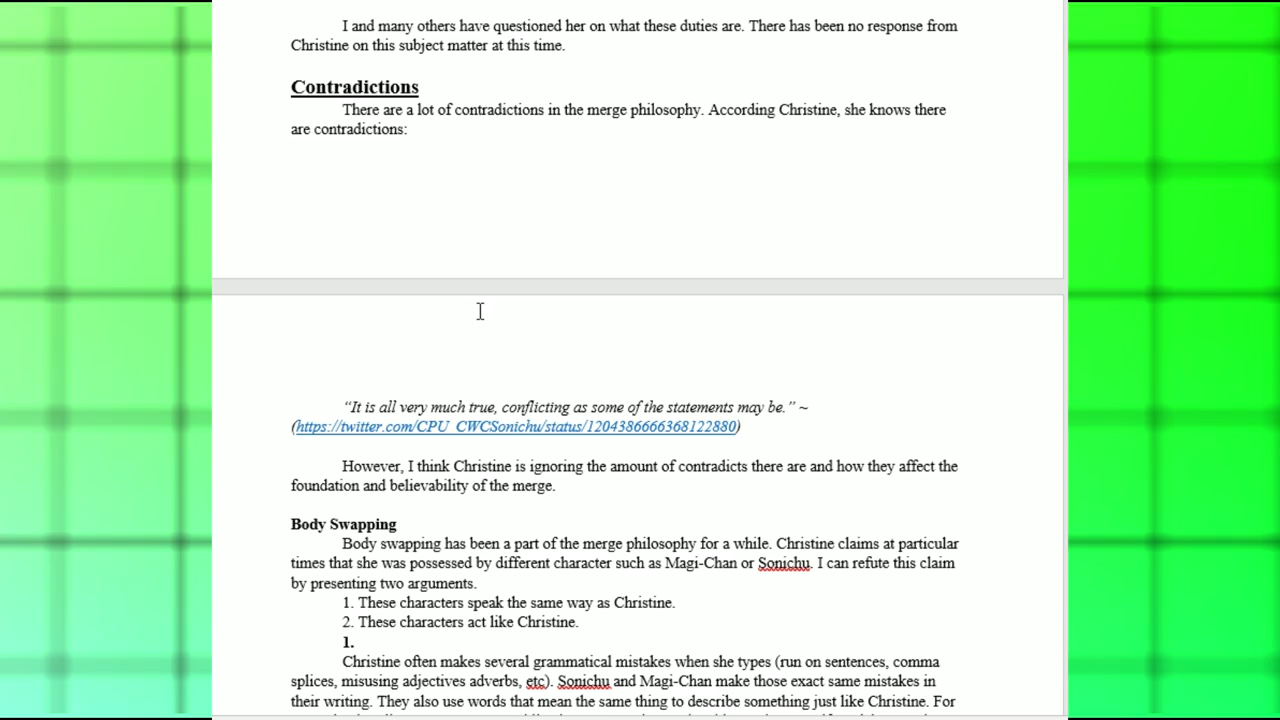 I and many others have questioned her on what these duties are. There has been no response from
Christine on this subject matter at this time.
Contradictions
There are a lot of contradictions in the merge philosophy. According Christine, she knows there
are contradictions:
“It is all very much true, conflicting as some of the statements may be.” ~
(https://twitter.com/CPU_CWCSonichu/status/1204386666368122880)
However, I think Christine is ignoring the amount of contradicts there are and how they affect the
foundation and believability of the merge.
Body Swapping
Body swapping has been a part of the merge philosophy for a while. Christine claims at particular
times that she was possessed by different character such as Magi-Chan or Sonichu. I can refute this claim
by presenting two arguments.
1. These characters speak the same way as Christine.
2. These characters act like Christine.
1.
Christine often makes several grammatical mistakes when she types (run on sentences, comma
splices, misusing adjectives adverbs, etc). Sonichu and Magi-Chan make those exact same mistakes in
their writing. They also use words that mean the same thing to describe something just like Christine. For